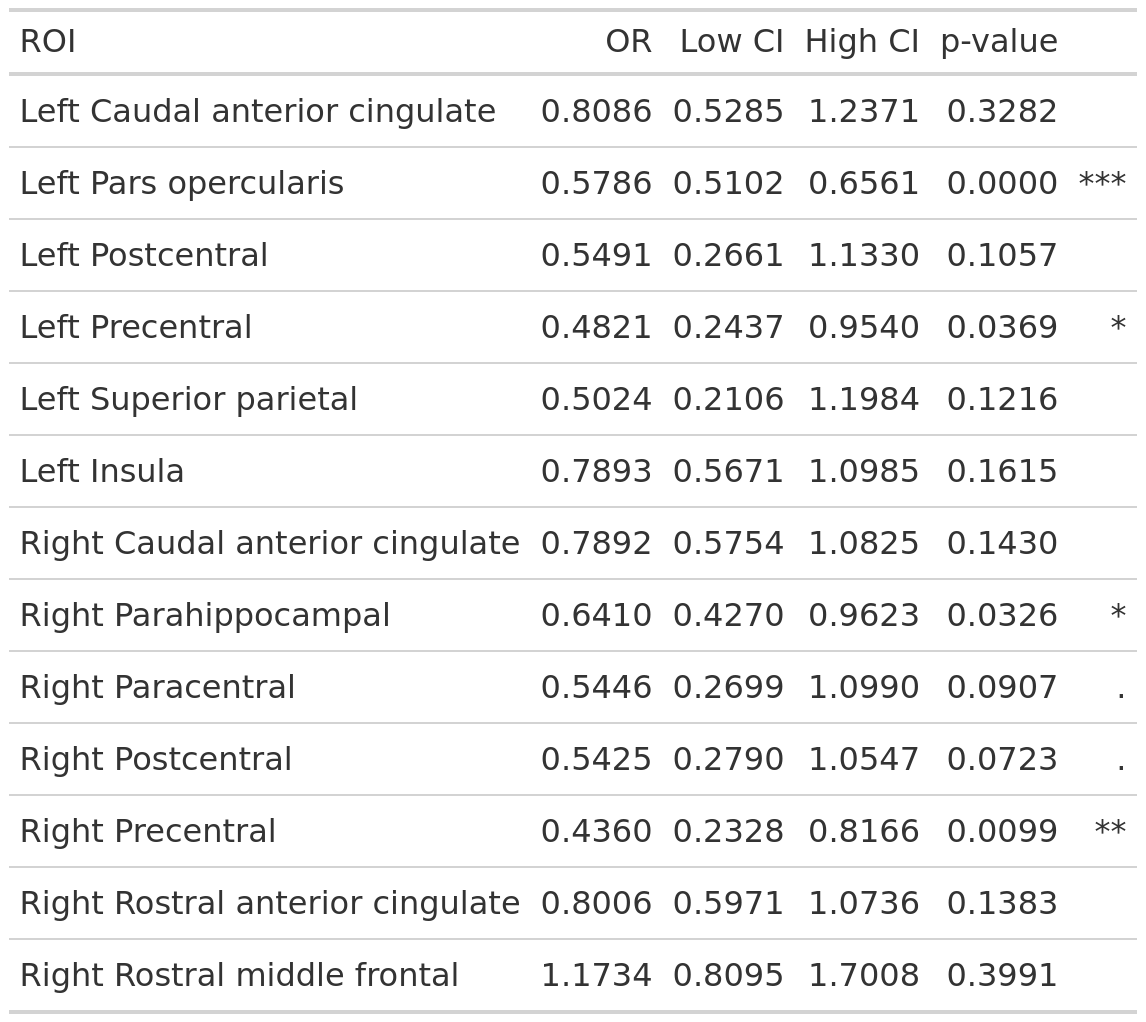 ROI OR Low CI High CI p-value
Left Caudal anterior cingulate 0.8086 0.5285 1.2371 0.3282
Left Pars opercularis 0.5786 0.5102 0.6561 0.0000 ***
Left Postcentral 0.5491 0.2661 1.1330 0.1057
Left Precentral 0.4821 0.2437 0.9540 0.0369 *
Left Superior parietal 0.5024 0.2106 1.1984 0.1216
Left Insula 0.7893 0.5671 1.0985 0.1615
Right Caudal anterior cingulate 0.7892 0.5754 1.0825 0.1430
Right Parahippocampal 0.6410 0.4270 0.9623 0.0326 *
Right Paracentral 0.5446 0.2699 1.0990 0.0907 .
Right Postcentral 0.5425 0.2790 1.0547 0.0723 .
Right Precentral 0.4360 0.2328 0.8166 0.0099 **
Right Rostral anterior cingulate 0.8006 0.5971 1.0736 0.1383
Right Rostral middle frontal 1.1734 0.8095 1.7008 0.3991